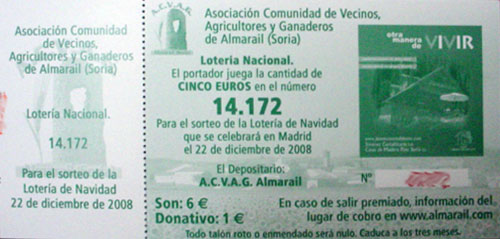 Asociación Comunidad
de Vecinos,
Agricultores y Ganaderos
de Almarail (Soria)
Lotería Nacional.
14.172
Para el sorteo de la
Lotería de Navidad
22 de diciembre de 2008
A.C.V.A.G.
Asociación Comunidad de Vecinos,
Agricultores y Ganaderos
de Almarail (Soria)
Lotería Nacional.
El portador juega la cantidad de
CINCO EUROS en el número
14.172
Para el sorteo de la Lotería de Navidad
que se celebrará en Madrid
el 22 de diciembre de 2008
El Depositario:
A.C.V.A.G. Almarail
otra
manera de
VIVIR
Nº
Son: 6 €
Donativo: 1 €
En caso de salir premiado, información del
lugar de cobro en www.almarail.com
Todo talón roto o enmendado será nulo. Caduca a los tres meses.